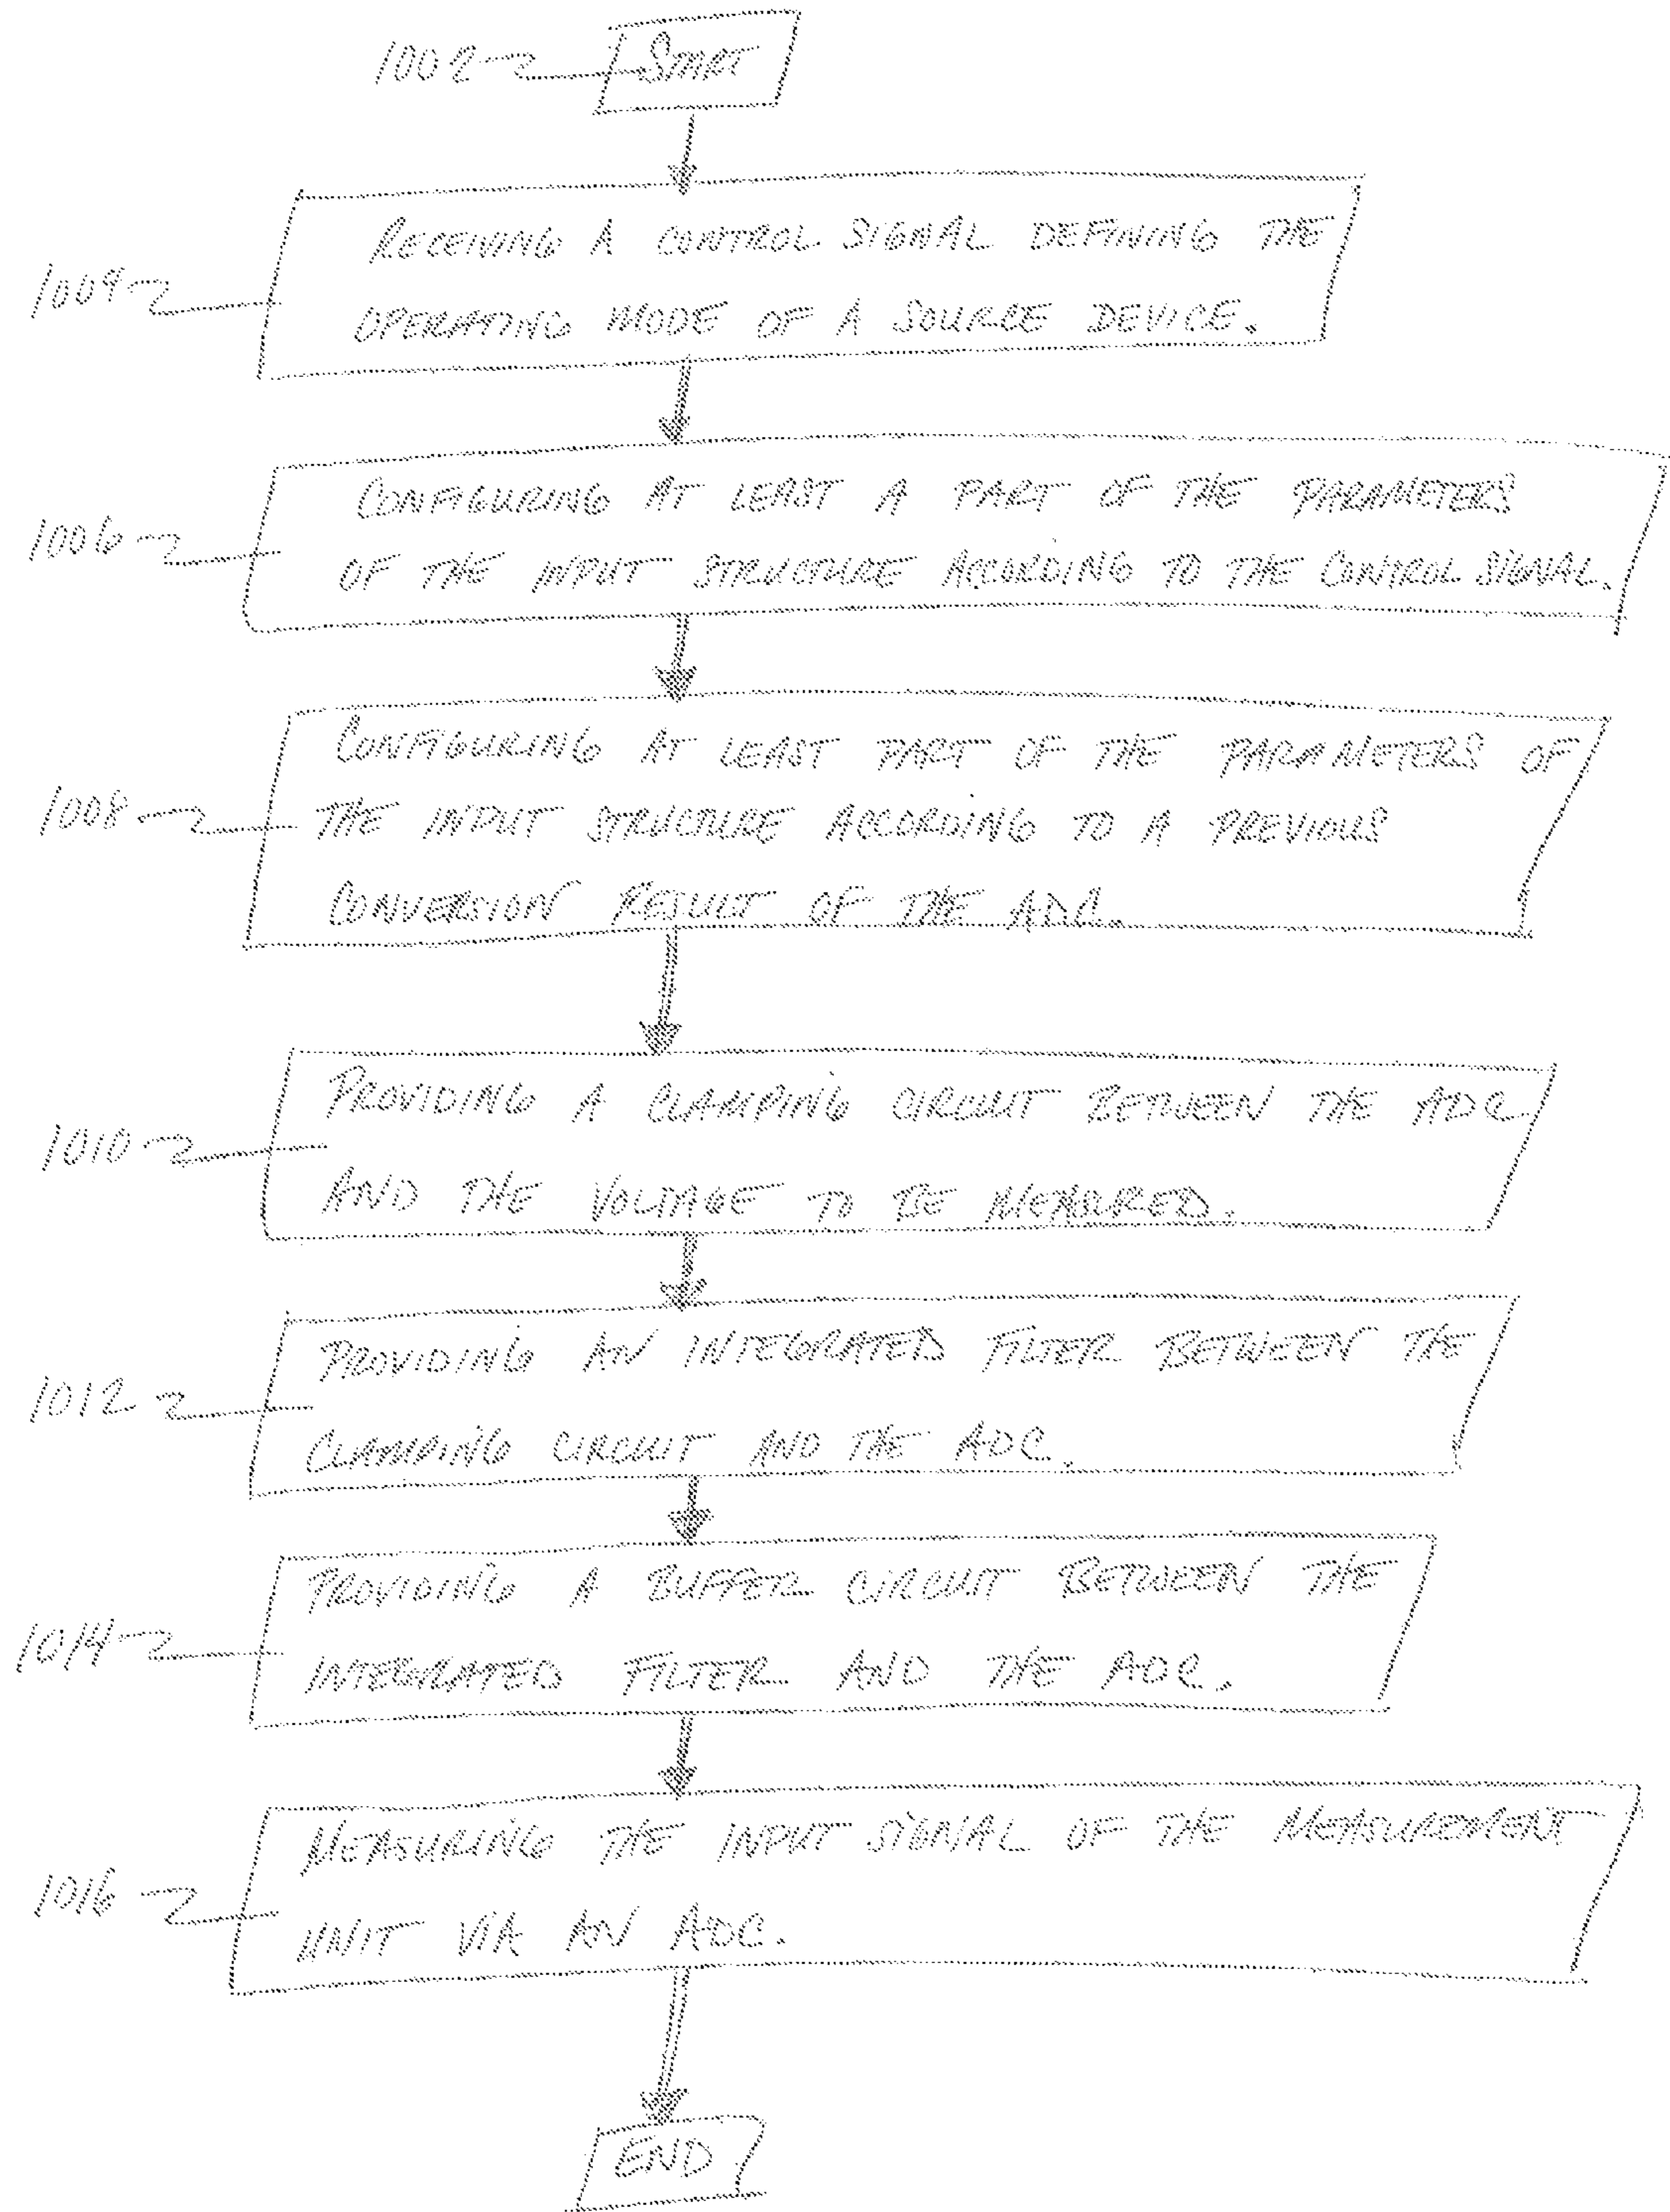 1002 START
RECEIVING A CONTROL SIGNAL DEFINING THE
1004
OPERATING MODE OF A SOURCE DEVICE.
CONFIGURING AT LEAST A PART OF THE PARAMETERS
1006
OF THE INPUT STRUCTURE ACCORDING TO THE CONTROL SIGNAL.
CONFIGURING AT LEAST PART OF THE PARAMETERS OF
1008
THE INPUT STRUCTURE ACCORDING TO A PREVIOUS
CONVERSION RESULT OF THE ADC.
PROVIDING A CLAMPING CIRCUIT BETWEEN THE ADC
1010
AND THE VOLTAGE TO BE MEASURED.
PROVIDING AN INTEGRATED FILTER BETWEEN THE
1012
CLAMPING CIRCUIT AND THE ADC.
PROVIDING A BUFFER CIRCUIT BETWEEN THE
1014
INTEGRATED FILTER AND THE ADC.
MEASURING THE INPUT SIGNAL OF THE MEASUREMENT
1016
UNIT VIA AN ADC.
END